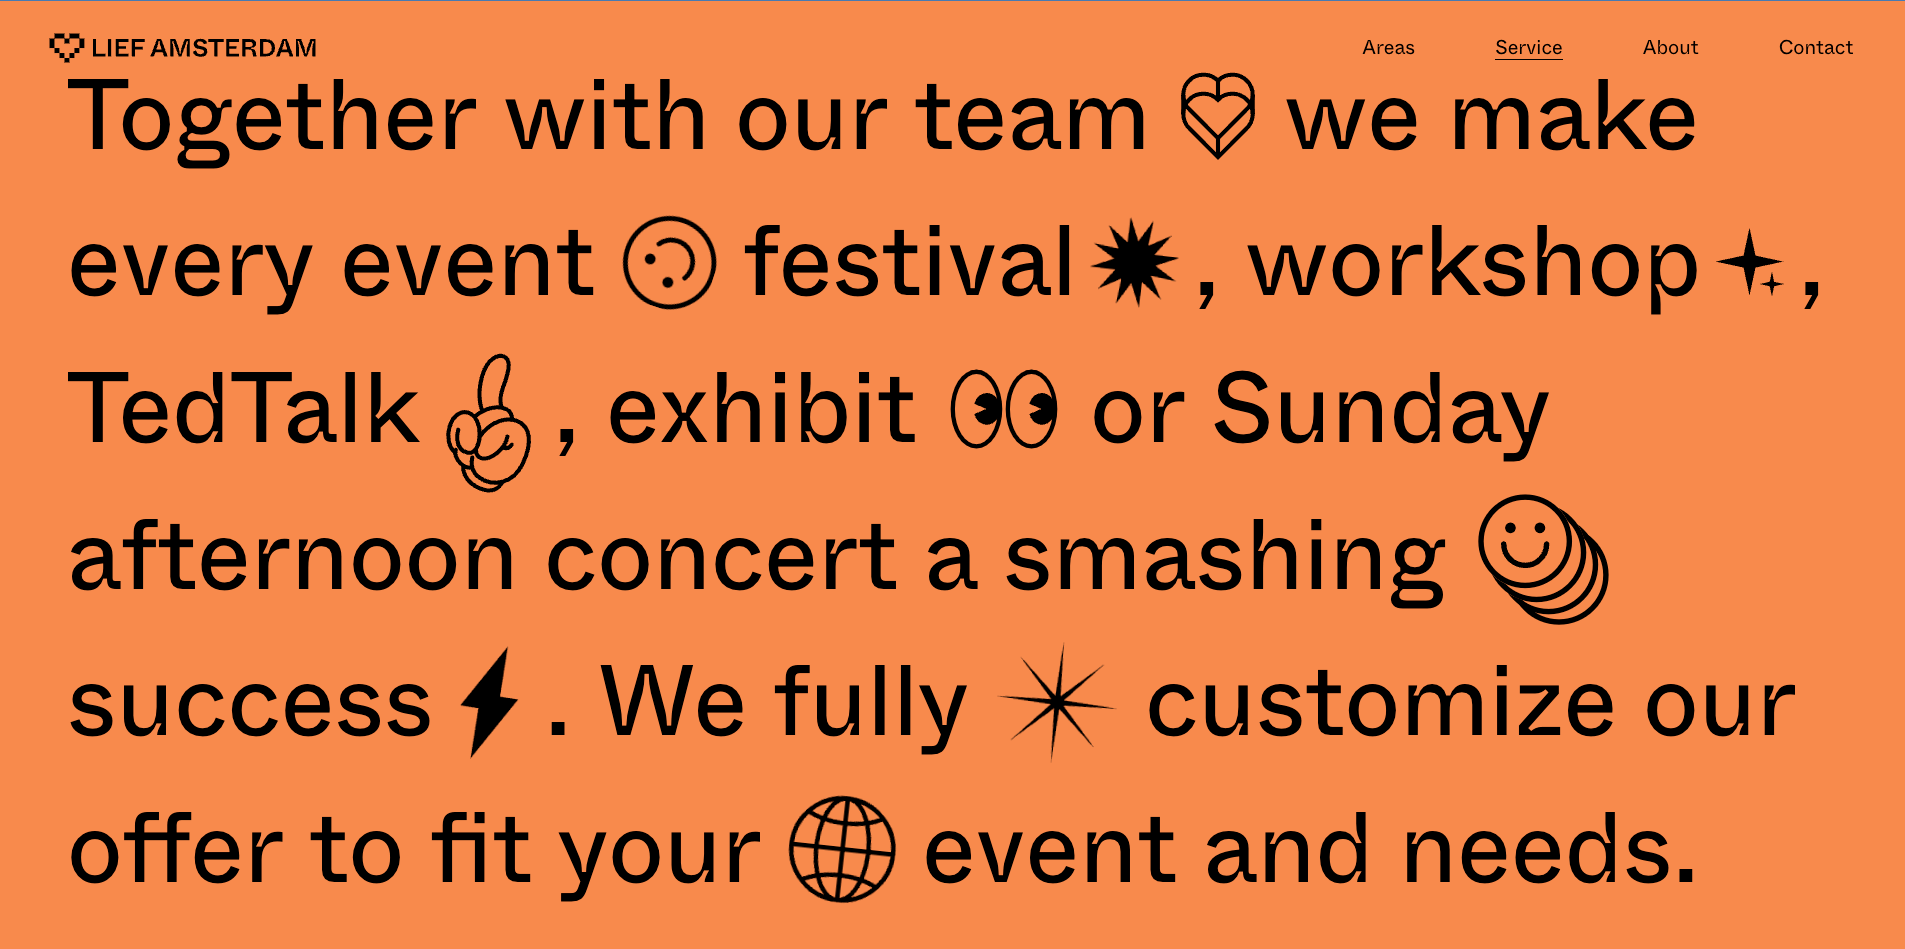 LIEF AMSTERDAM
Areas Service About Contact
Together with our team we make
every event festival , workshop ,
TedTalk , exhibit or Sunday
afternoon concert a smashing
success . We fully customize our
offer to fit your event and needs.